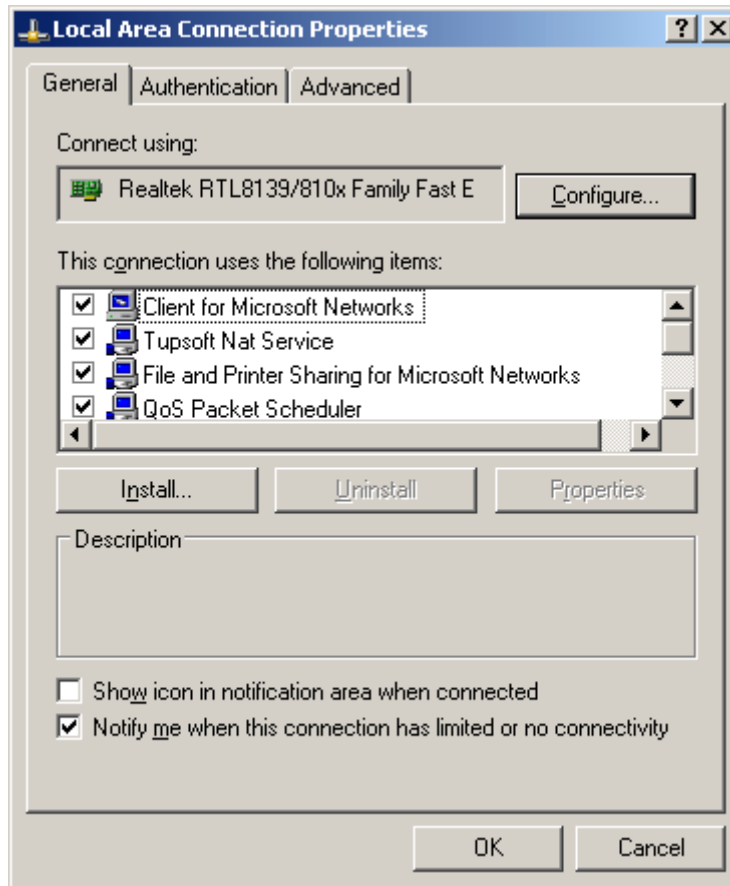 Local Area Connection Properties
General Authentication Advanced
Connect using:
Realtek RTL8139/810x Family Fast E Configure...
This connection uses the following items:
Client for Microsoft Networks
Tupsoft Nat Service
File and Printer Sharing for Microsoft Networks
QoS Packet Scheduler
Install... Uninstall Properties
Description
Show icon in notification area when connected
Notify me when this connection has limited or no connectivity
OK Cancel